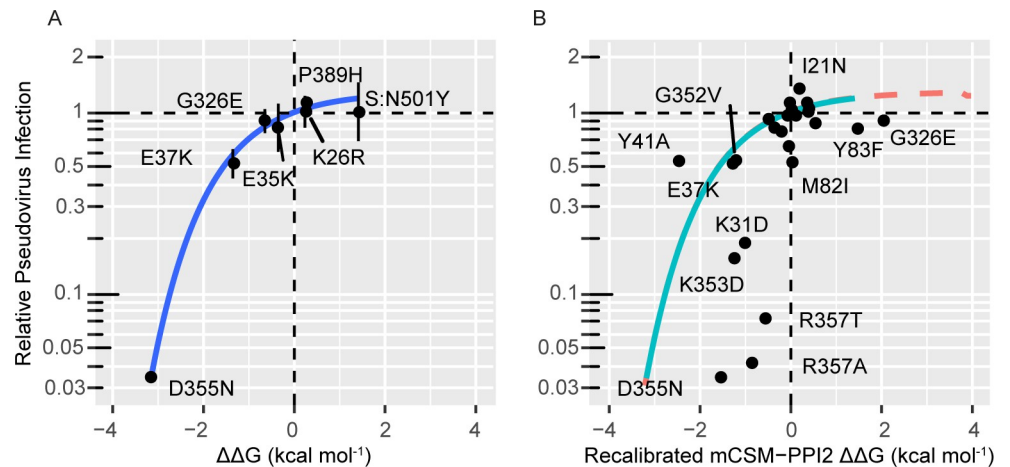 A
B
Relative Pseudovirus Infection
2
1
0.5
0.3
0.1
0.05
0.03
P389H
G326E
S:N501Y
E37K
K26R
E35K
D355N
−4
−2
0
2
4
ΔΔG (kcal mol-1)
2
1
0.5
0.3
0.1
0.05
0.03
I21N
G352V
Y41A
Y83F
G326E
E37K
M82I
K31D
K353D
R357T
R357A
D355N
−4
−2
0
2
4
Recalibrated mCSM−PPI2 ΔΔG (kcal mol-1)